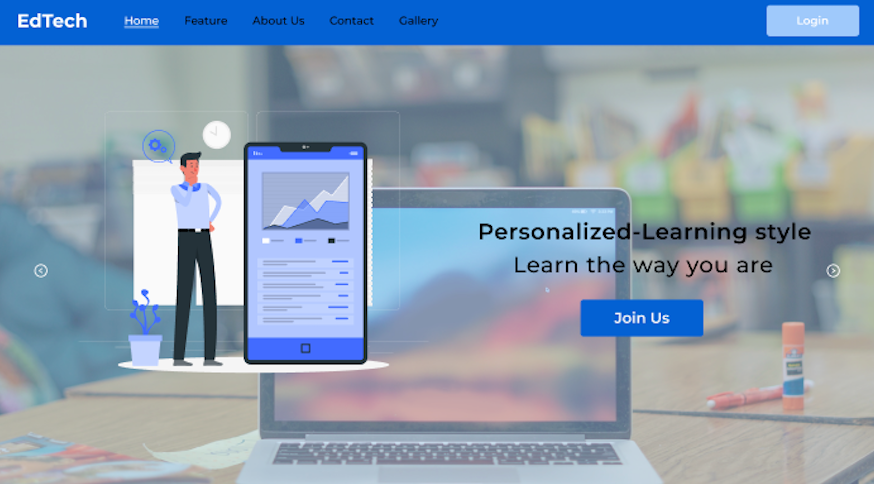 EdTech
Home Feature About Us Contact Gallery
Login
Personalized-Learning style
Learn the way you are
Join Us